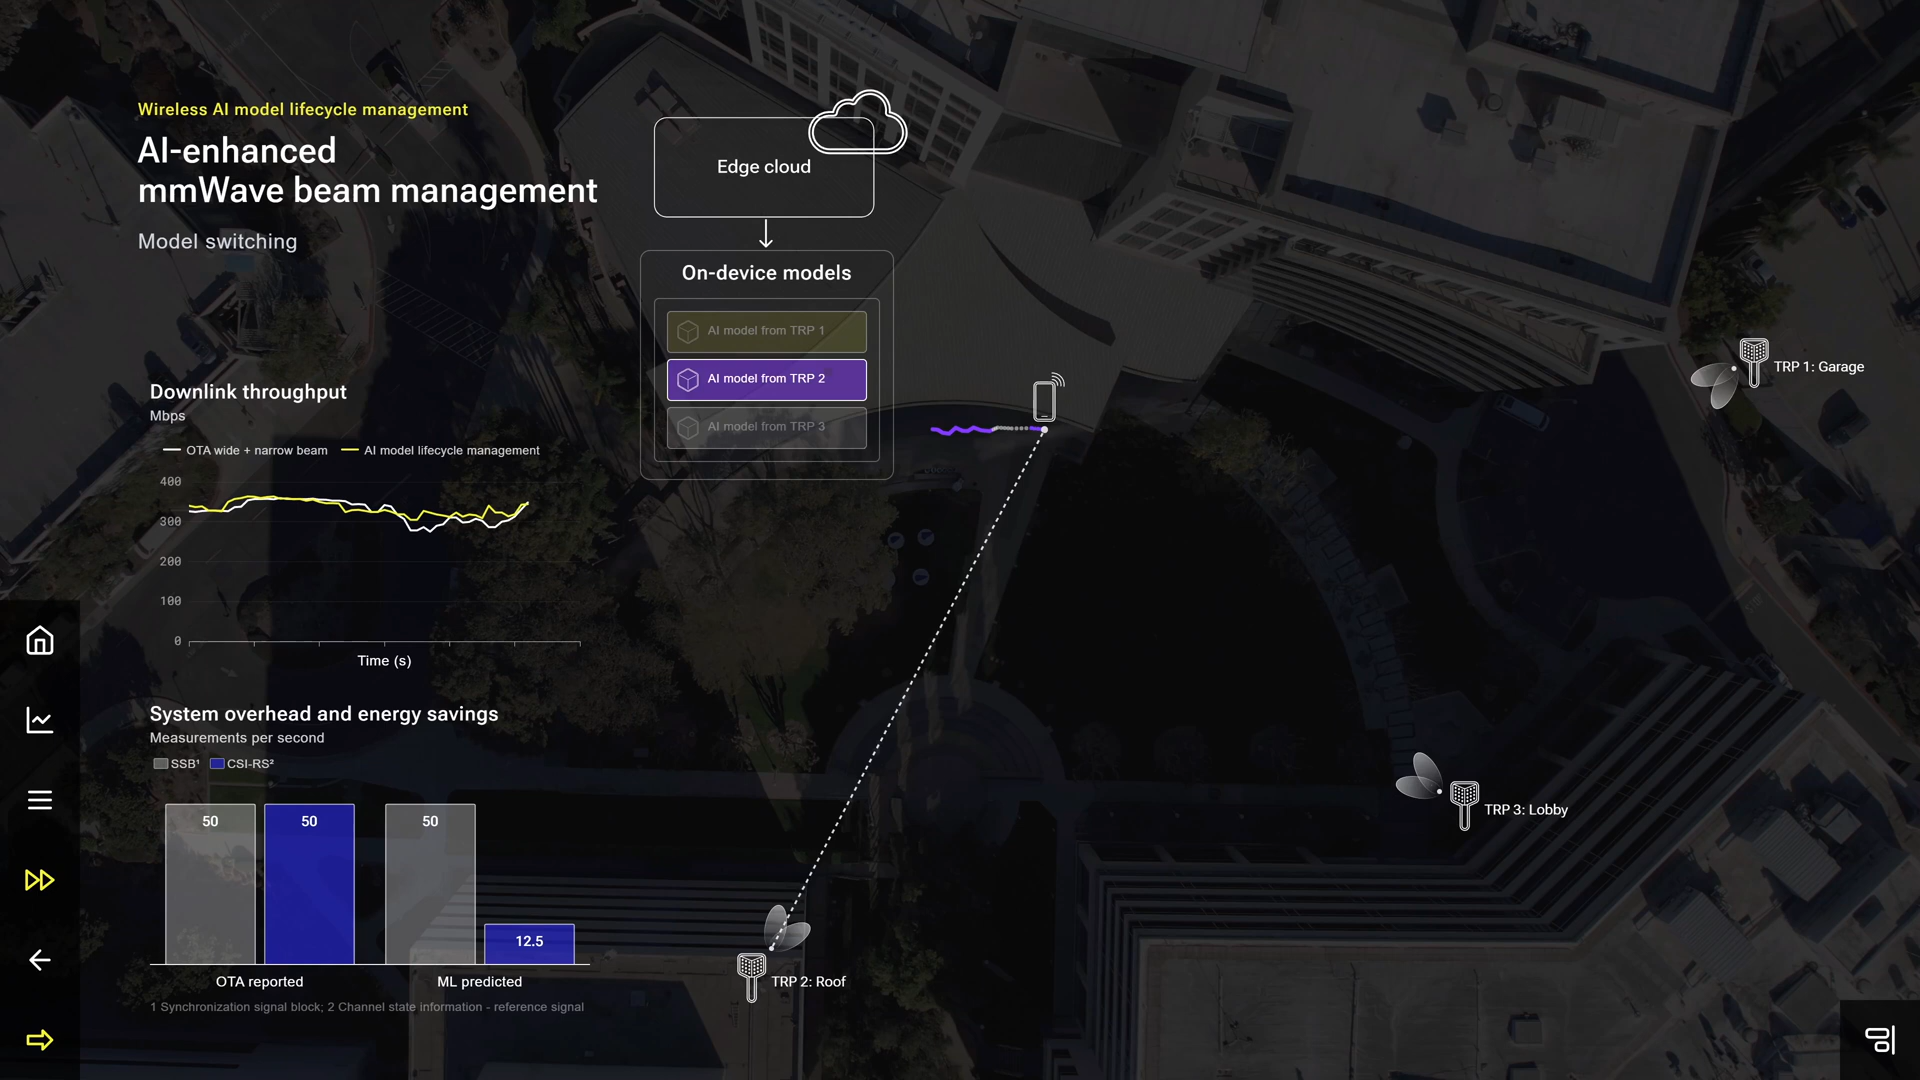 Wireless AI model lifecycle management
AI-enhanced
mmWave beam management
Model switching
Edge cloud
On-device models
AI model from TRP 1
AI model from TRP 2
AI model from TRP 3
Downlink throughput
Mbps
OTA wide + narrow beam
AI model lifecycle management
400
300
200
100
0
Time (s)
System overhead and energy savings
Measurements per second
SSB¹
CSI-RS²
50
50
50
12.5
OTA reported
ML predicted
1 Synchronization signal block; 2 Channel state information - reference signal
TRP 1: Garage
TRP 3: Lobby
TRP 2: Roof